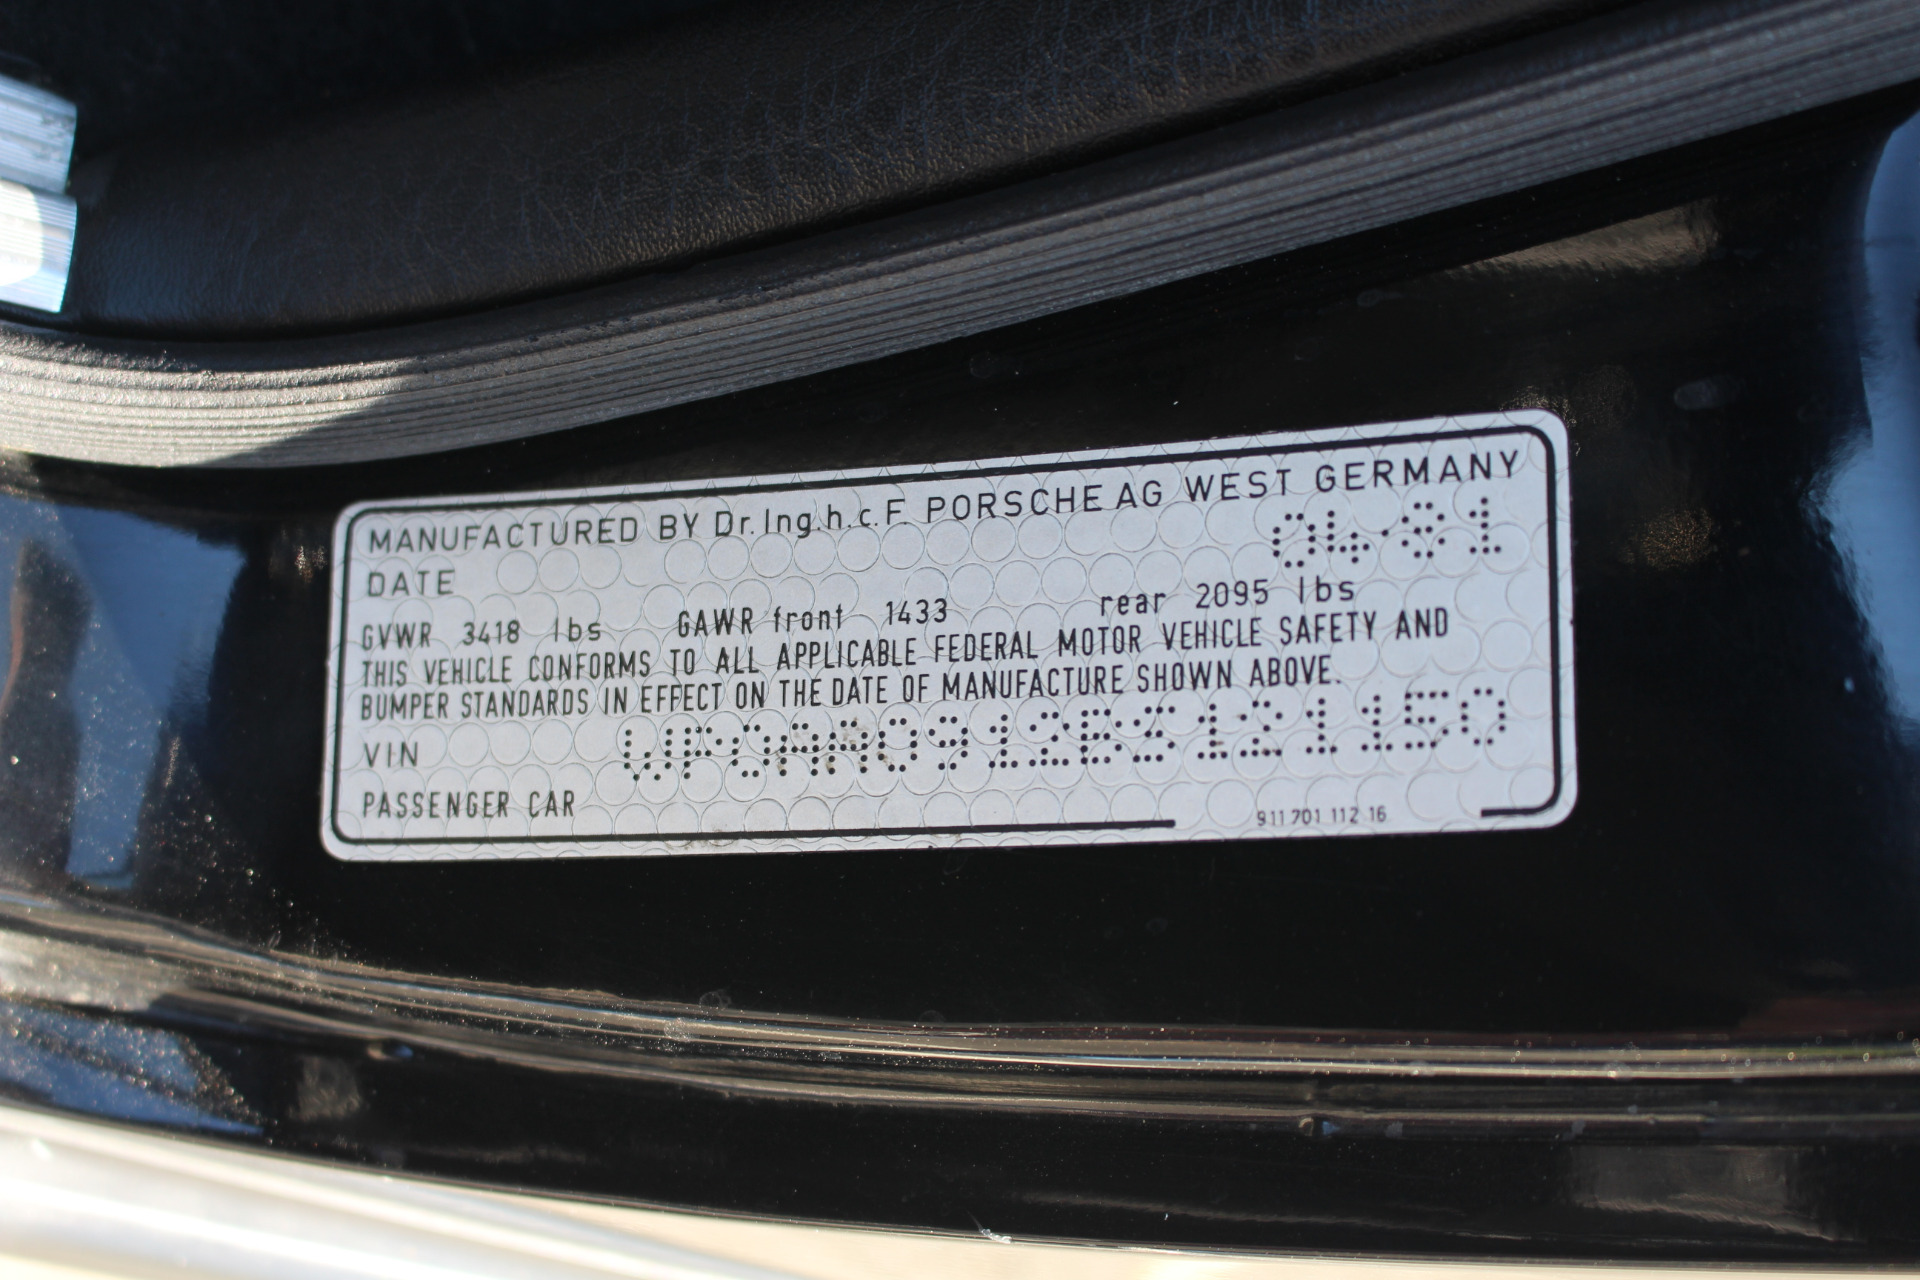 MANUFACTURED BY Dr.Ing.h.c.F. PORSCHE AG WEST GERMANY
DATE 04·81
GVWR 3418 lbs GAWR front 1433 rear 2095 lbs
THIS VEHICLE CONFORMS TO ALL APPLICABLE FEDERAL MOTOR VEHICLE SAFETY AND
BUMPER STANDARDS IN EFFECT ON THE DATE OF MANUFACTURE SHOWN ABOVE.
VIN WP0AA0912BS121150
PASSENGER CAR
911 701 112 16